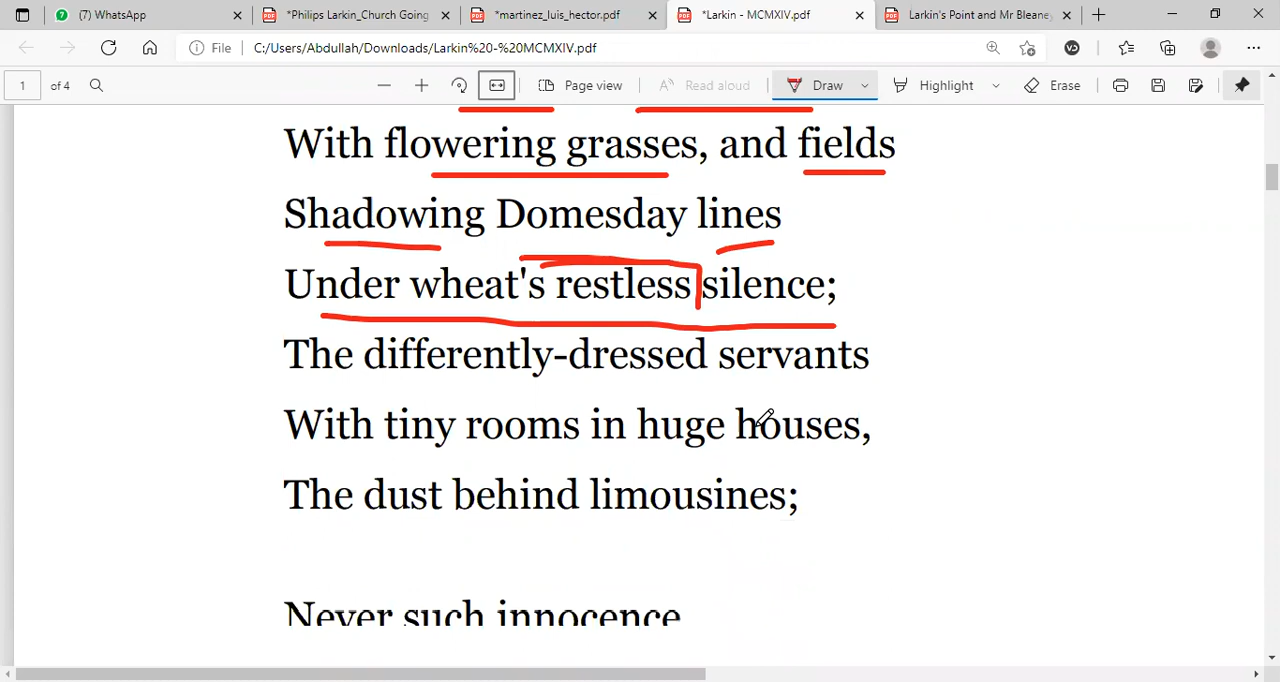 (7) WhatsApp
*Philips Larkin_Church Going
*martinez_luis_hector.pdf
*Larkin - MCMXIV.pdf
Larkin's Point and Mr Bleaney
File
C:/Users/Abdullah/Downloads/Larkin%20-%20MCMXIV.pdf
1 of 4
Page view
Read aloud
Draw
Highlight
Erase
With flowering grasses, and fields
Shadowing Domesday lines
Under wheat's restless silence;
The differently-dressed servants
With tiny rooms in huge houses,
The dust behind limousines;
Never such innocence